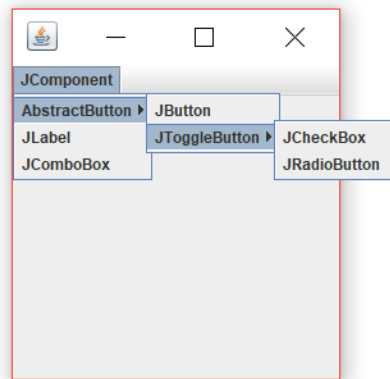 JComponent
AbstractButton
JLabel
JComboBox
JButton
JToggleButton
JCheckBox
JRadioButton